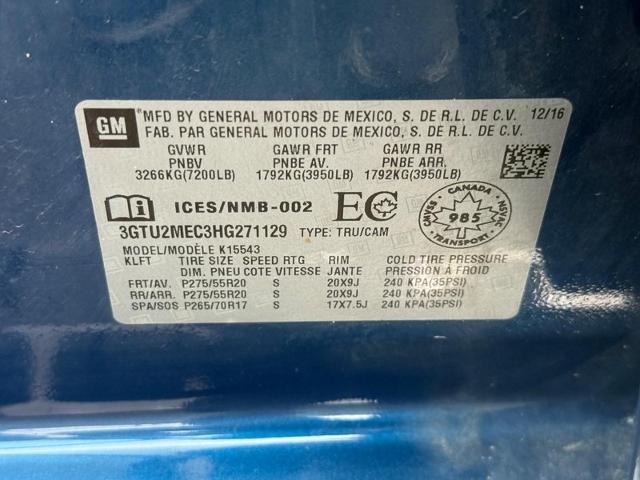 GM
MFD BY GENERAL MOTORS DE MEXICO, S. DE R.L. DE C.V. 12/16
FAB. PAR GENERAL MOTORS DE MEXICO, S. DE R.L. DE C.V.
GVWR GAWR FRT GAWR RR
PNBV PNBE AV. PNBE ARR.
3266KG(7200LB) 1792KG(3950LB) 1792KG(3950LB)
ICES/NMB-002 EC CANADA CMVSS 985 NSVAC TRANSPORT
3GTU2MEC3HG271129 TYPE: TRU/CAM
MODEL/MODÈLE K15543
KLFT TIRE SIZE SPEED RTG RIM COLD TIRE PRESSURE
DIM. PNEU COTE VITESSE JANTE PRESSION À FROID
FRT/AV. P275/55R20 S 20X9J 240 KPA(35PSI)
RR/ARR. P275/55R20 S 20X9J 240 KPA(35PSI)
SPA/SOS P265/70R17 S 17X7.5J 240 KPA(35PSI)